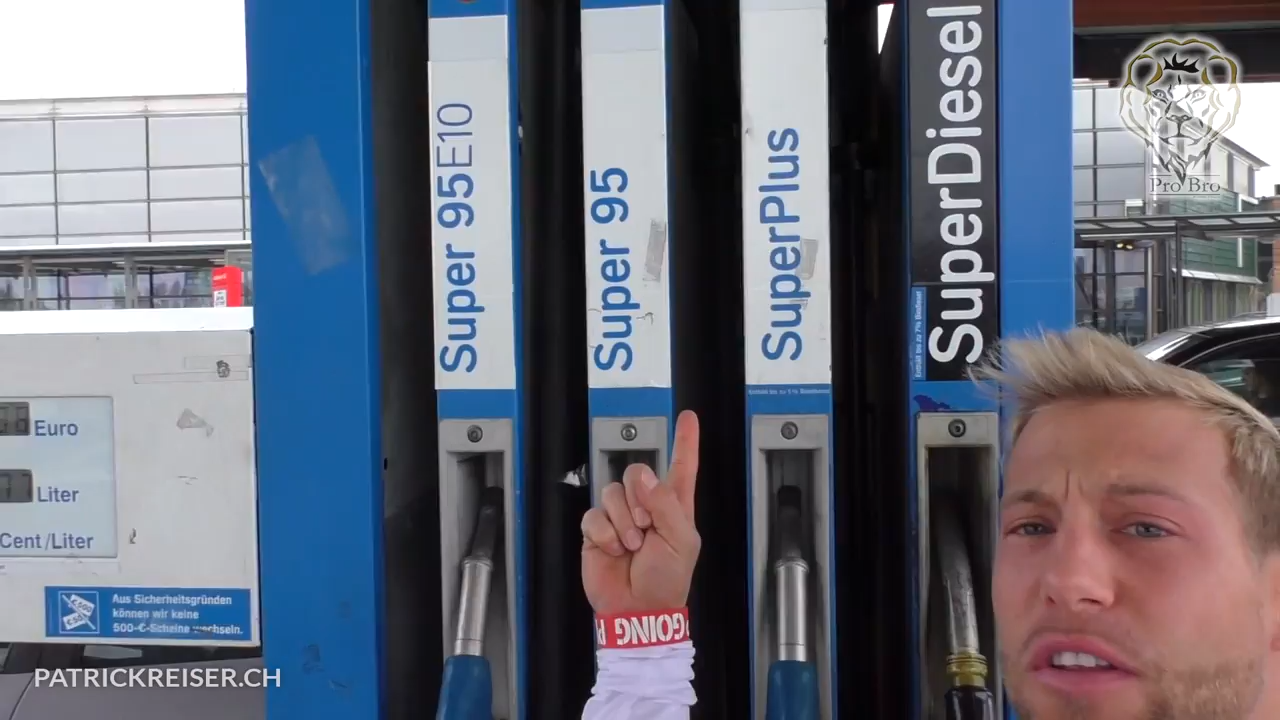 Super 95E10
Super 95
SuperPlus
SuperDiesel
Pro Bro
Euro
Liter
Cent/Liter
Aus Sicherheitsgründen
können wir keine
500-€-Scheine wechseln.
GOING
PATRICKREISER.CH